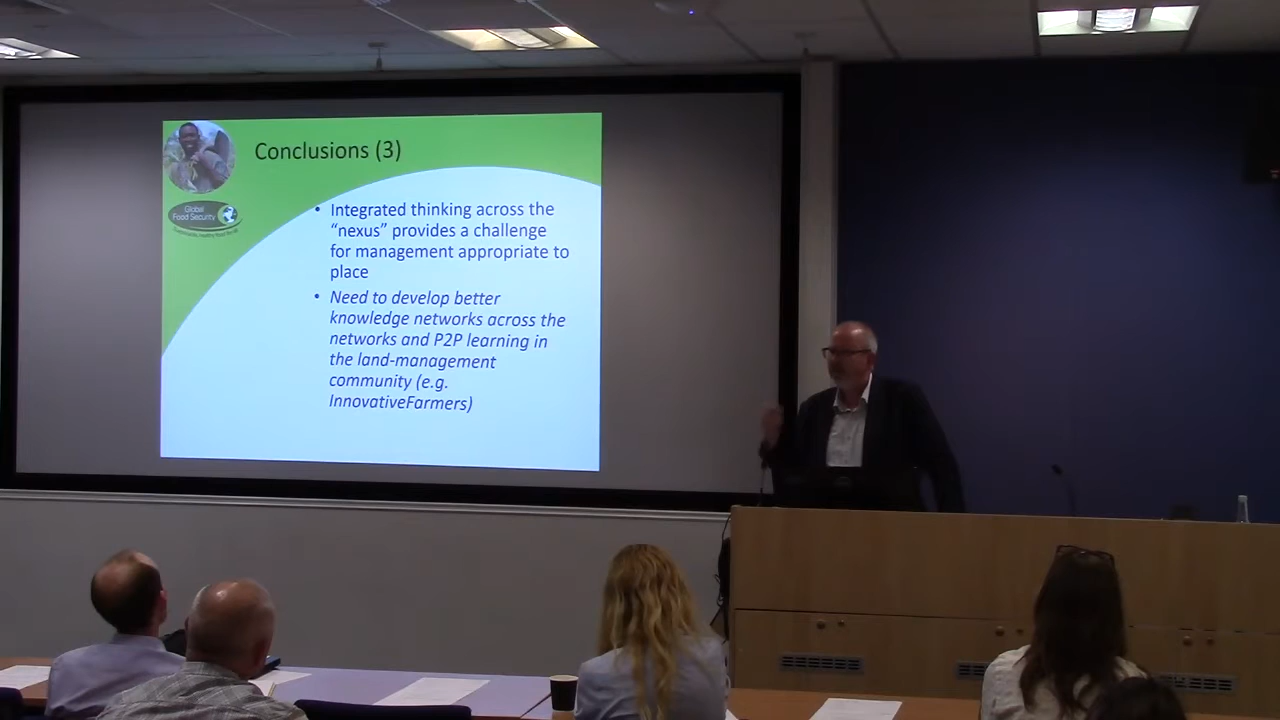 Conclusions (3)
Global
Food Security
• Integrated thinking across the
“nexus” provides a challenge
for management appropriate to
place
• Need to develop better
knowledge networks across the
networks and P2P learning in
the land-management
community (e.g.
InnovativeFarmers)